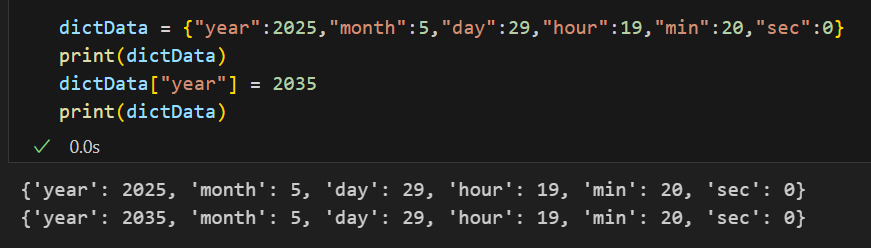 dictData = {"year":2025,"month":5,"day":29,"hour":19,"min":20,"sec":0}
print(dictData)
dictData["year"] = 2035
print(dictData)
0.0s
{'year': 2025, 'month': 5, 'day': 29, 'hour': 19, 'min': 20, 'sec': 0}
{'year': 2035, 'month': 5, 'day': 29, 'hour': 19, 'min': 20, 'sec': 0}